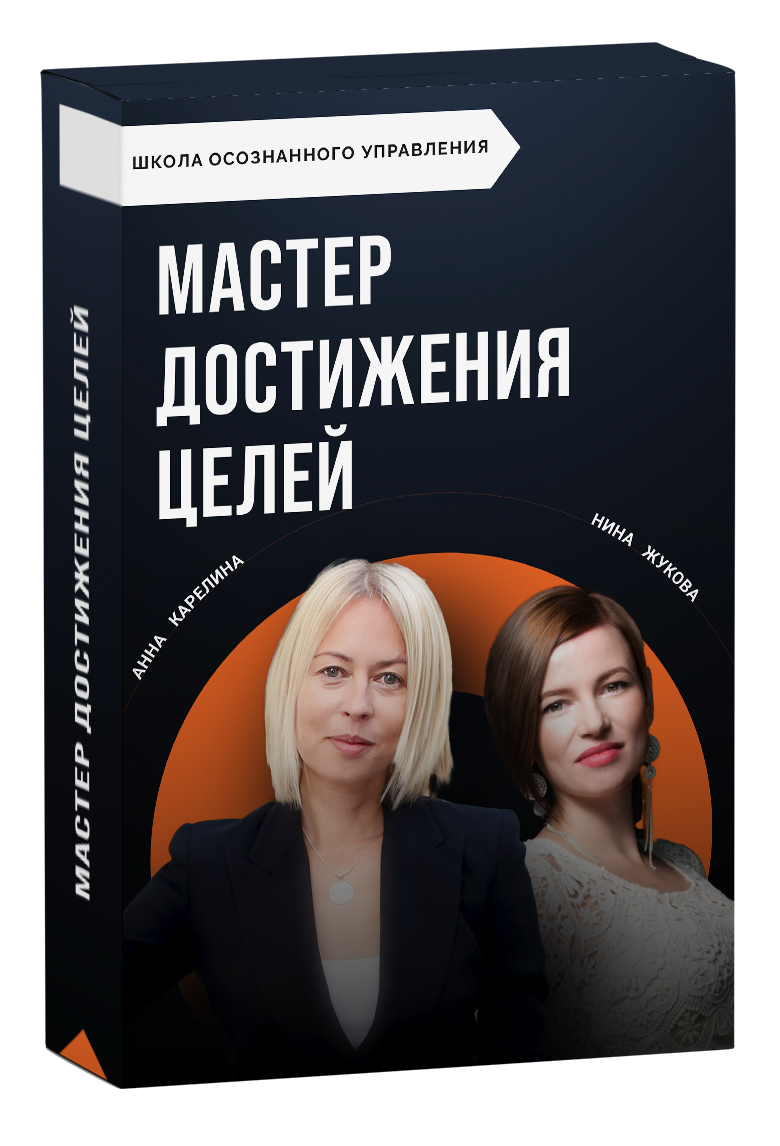 ШКОЛА ОСОЗНАННОГО УПРАВЛЕНИЯ
МАСТЕР
ДОСТИЖЕНИЯ
ЦЕЛЕЙ
АННА КАРЕЛИНА
НИНА ЖУКОВА
МАСТЕР ДОСТИЖЕНИЯ ЦЕЛЕЙ